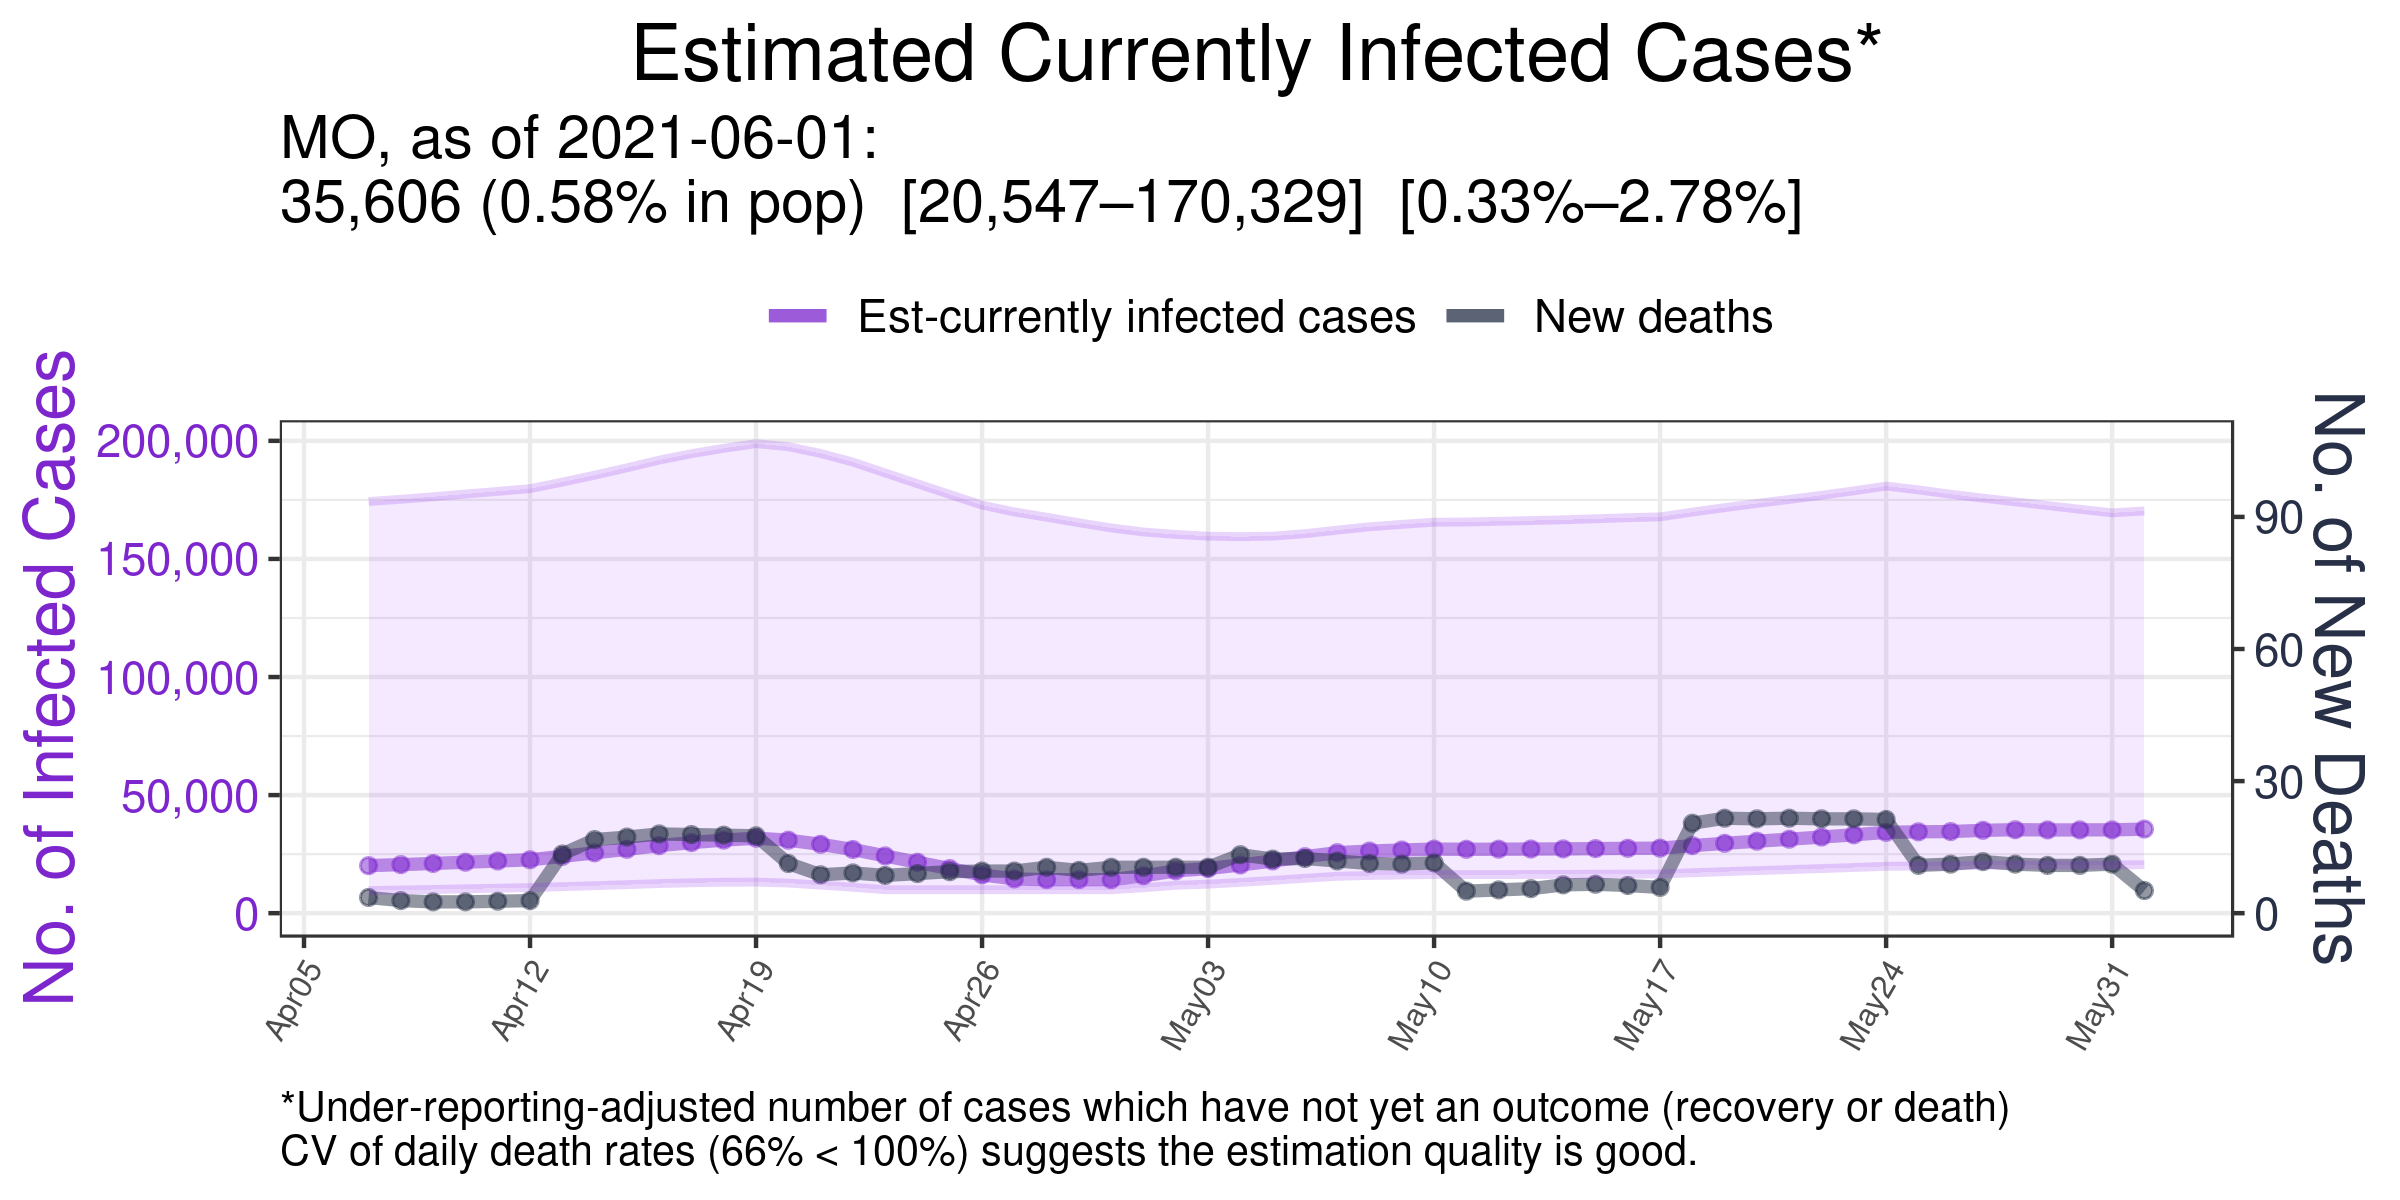 Estimated Currently Infected Cases*
MO, as of 2021-06-01:
35,606 (0.58% in pop) [20,547–170,329] [0.33%–2.78%]
Est-currently infected cases
New deaths
No. of Infected Cases
200,000
150,000
100,000
50,000
0
No. of New Deaths
90
60
30
0
Apr05
Apr12
Apr19
Apr26
May03
May10
May17
May24
May31
*Under-reporting-adjusted number of cases which have not yet an outcome (recovery or death)
CV of daily death rates (66% < 100%) suggests the estimation quality is good.